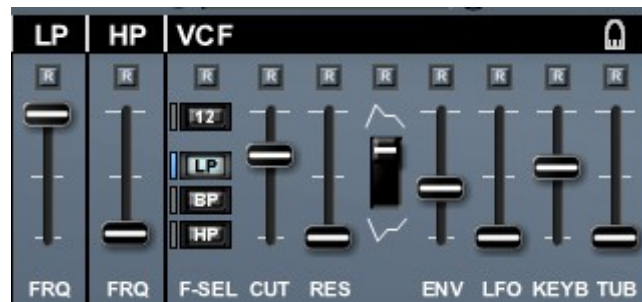 LP HP VCF
R R R R R R R R R
12
LP
BP
HP
FRQ FRQ F-SEL CUT RES ENV LFO KEYB TUB